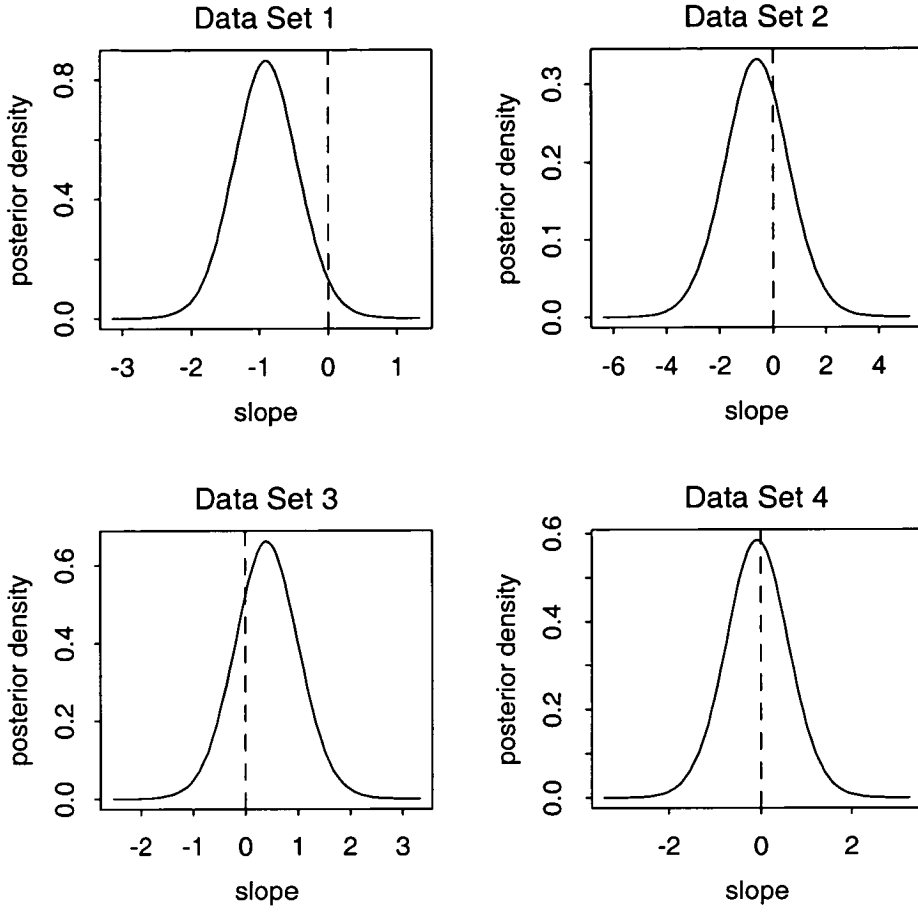 Data Set 1
posterior density
0.0 0.4 0.8
-3 -2 -1 0 1
slope
Data Set 2
posterior density
0.0 0.1 0.2 0.3
-6 -4 -2 0 2 4
slope
Data Set 3
posterior density
0.0 0.2 0.4 0.6
-2 -1 0 1 2 3
slope
Data Set 4
posterior density
0.0 0.2 0.4 0.6
-2 0 2
slope